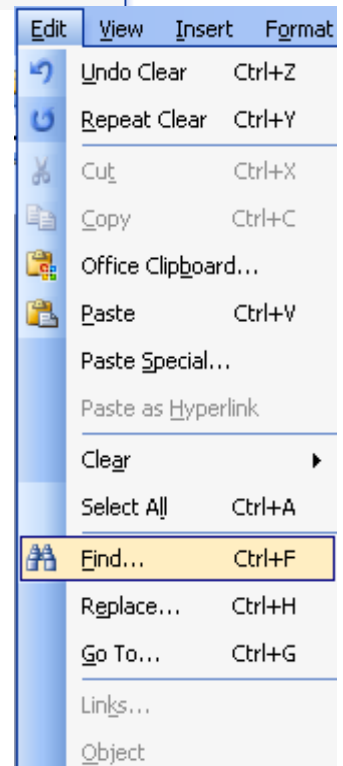 Edit View Insert Format
Undo Clear Ctrl+Z
Repeat Clear Ctrl+Y
Cut Ctrl+X
Copy Ctrl+C
Office Clipboard...
Paste Ctrl+V
Paste Special...
Paste as Hyperlink
Clear
Select All Ctrl+A
Find... Ctrl+F
Replace... Ctrl+H
Go To... Ctrl+G
Links...
Object